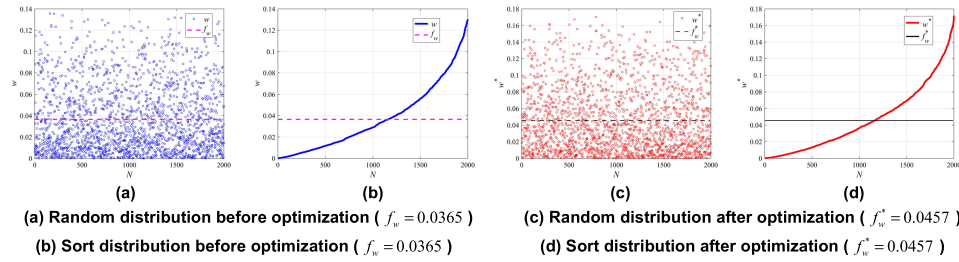 0.14
0.12
0.1
0.08
0.06
0.04
0.02
0
w
0
500
1000
1500
2000
N
w
f_w
(a)
0.14
0.12
0.1
0.08
0.06
0.04
0.02
0
w
0
500
1000
1500
2000
N
w
f_w
(b)
0.18
0.16
0.14
0.12
0.1
0.08
0.06
0.04
0.02
0
w*
0
500
1000
1500
2000
N
w*
f_w^*
(c)
0.18
0.16
0.14
0.12
0.1
0.08
0.06
0.04
0.02
0
w*
0
500
1000
1500
2000
N
w*
f_w^*
(d)
(a) Random distribution before optimization ( f_w = 0.0365 )
(b) Sort distribution before optimization ( f_w = 0.0365 )
(c) Random distribution after optimization ( f_w^* = 0.0457 )
(d) Sort distribution after optimization ( f_w^* = 0.0457 )